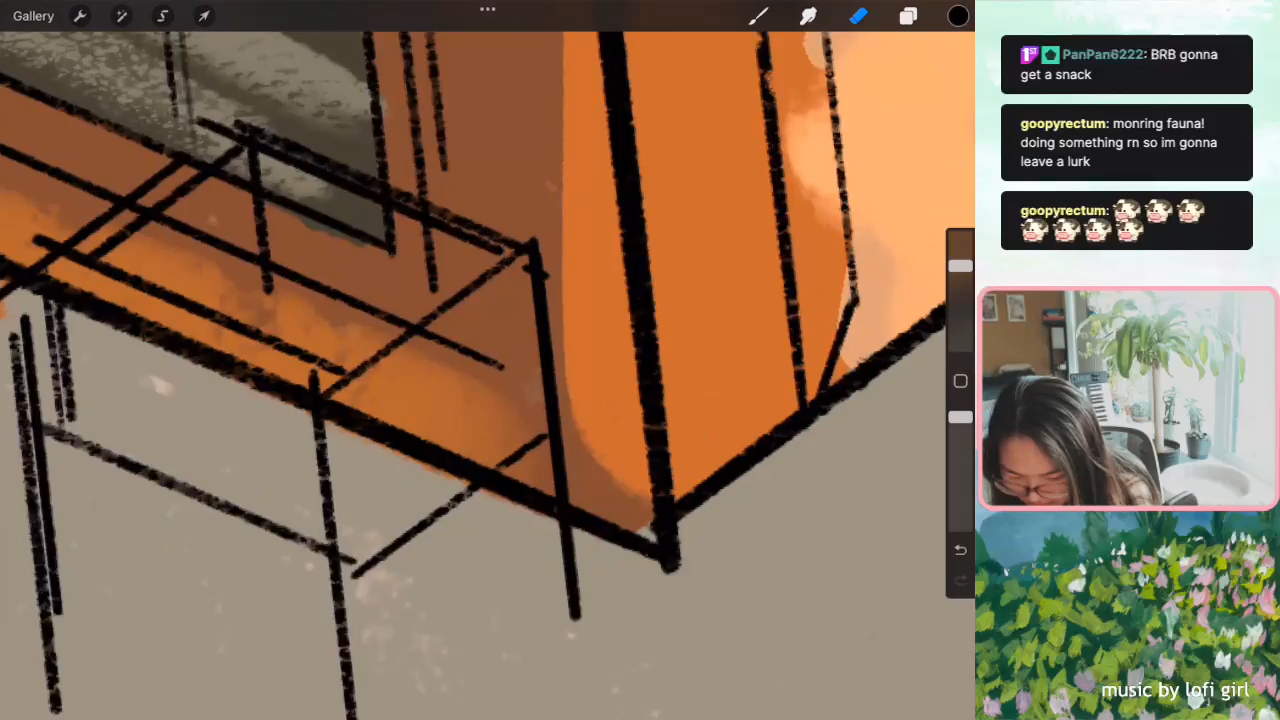 Gallery
1ST PanPan6222: BRB gonna
get a snack
goopyrectum: monring fauna!
doing something rn so im gonna
leave a lurk
goopyrectum:
music by lofi girl